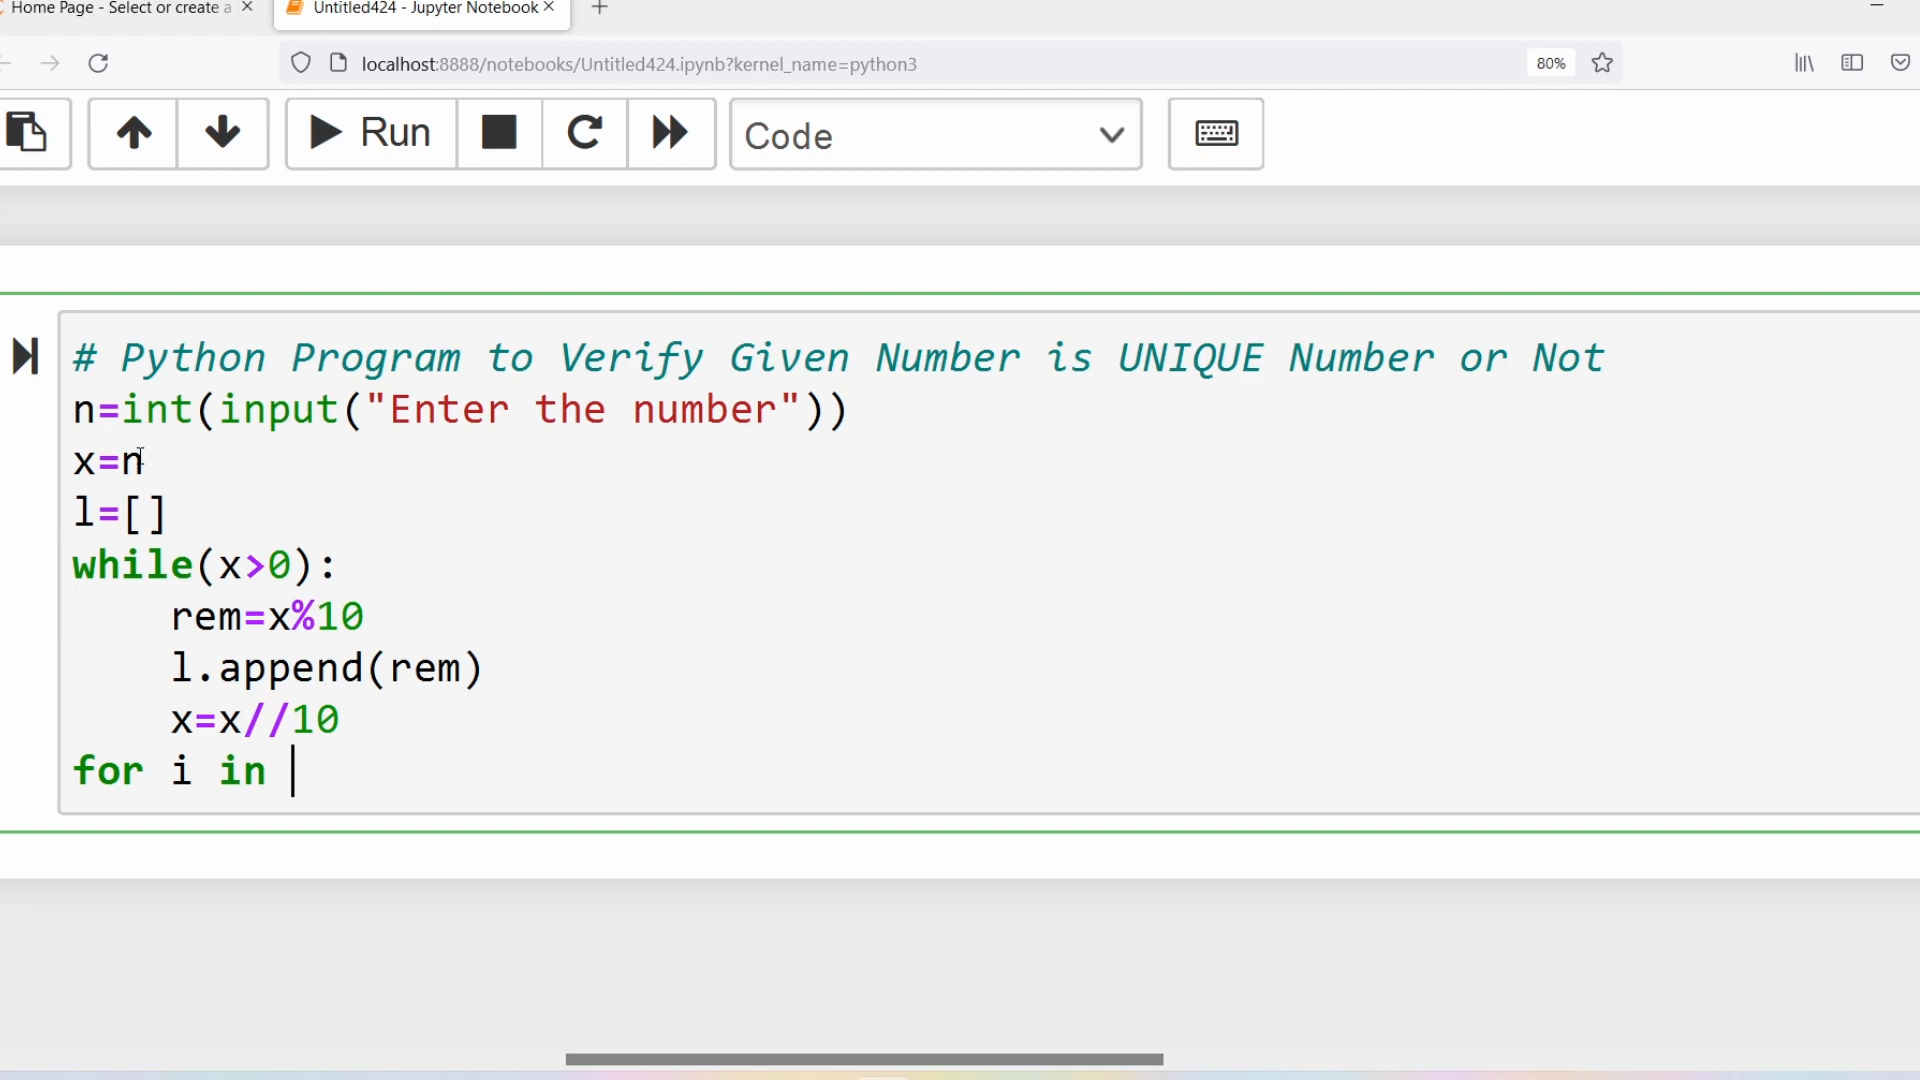 Home Page - Select or create a
Untitled424 - Jupyter Notebook
localhost:8888/notebooks/Untitled424.ipynb?kernel_name=python3
80%
Run
Code
# Python Program to Verify Given Number is UNIQUE Number or Not
n=int(input("Enter the number"))
x=n
l=[]
while(x>0):
    rem=x%10
    l.append(rem)
    x=x//10
for i in